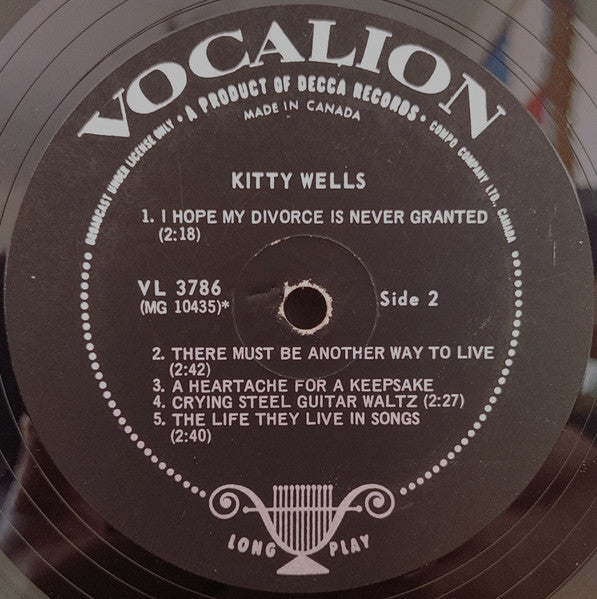 VOCALION
BROADCAST UNDER LICENSE ONLY • A PRODUCT OF DECCA RECORDS • COMPO COMPANY LTD. CANADA
MADE IN CANADA
KITTY WELLS
1. I HOPE MY DIVORCE IS NEVER GRANTED
(2:18)
VL 3786
(MG 10435)*
Side 2
2. THERE MUST BE ANOTHER WAY TO LIVE
(2:42)
3. A HEARTACHE FOR A KEEPSAKE
4. CRYING STEEL GUITAR WALTZ (2:27)
5. THE LIFE THEY LIVE IN SONGS
(2:40)
LONG PLAY